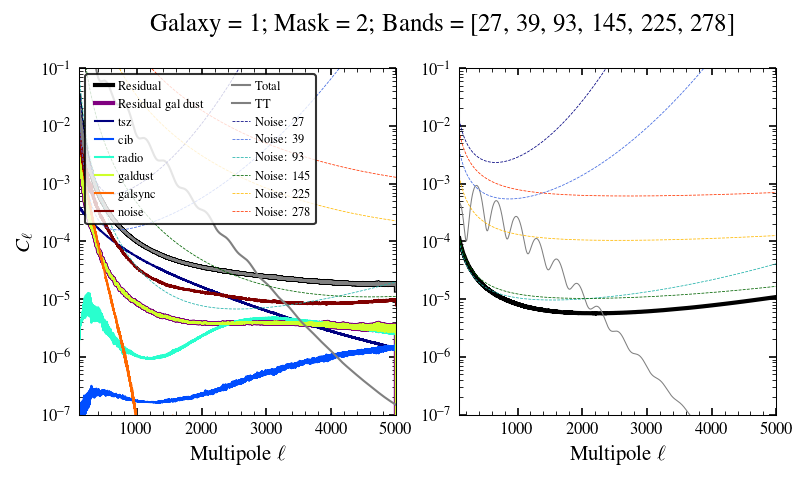 Galaxy = 1; Mask = 2; Bands = [27, 39, 93, 145, 225, 278]
10⁻¹
10⁻²
10⁻³
10⁻⁴
10⁻⁵
10⁻⁶
10⁻⁷
Cℓ
Residual
Residual gal dust
tsz
cib
radio
galdust
galsync
noise
Total
TT
Noise: 27
Noise: 39
Noise: 93
Noise: 145
Noise: 225
Noise: 278
1000 2000 3000 4000 5000
Multipole ℓ
10⁻¹
10⁻²
10⁻³
10⁻⁴
10⁻⁵
10⁻⁶
10⁻⁷
1000 2000 3000 4000 5000
Multipole ℓ